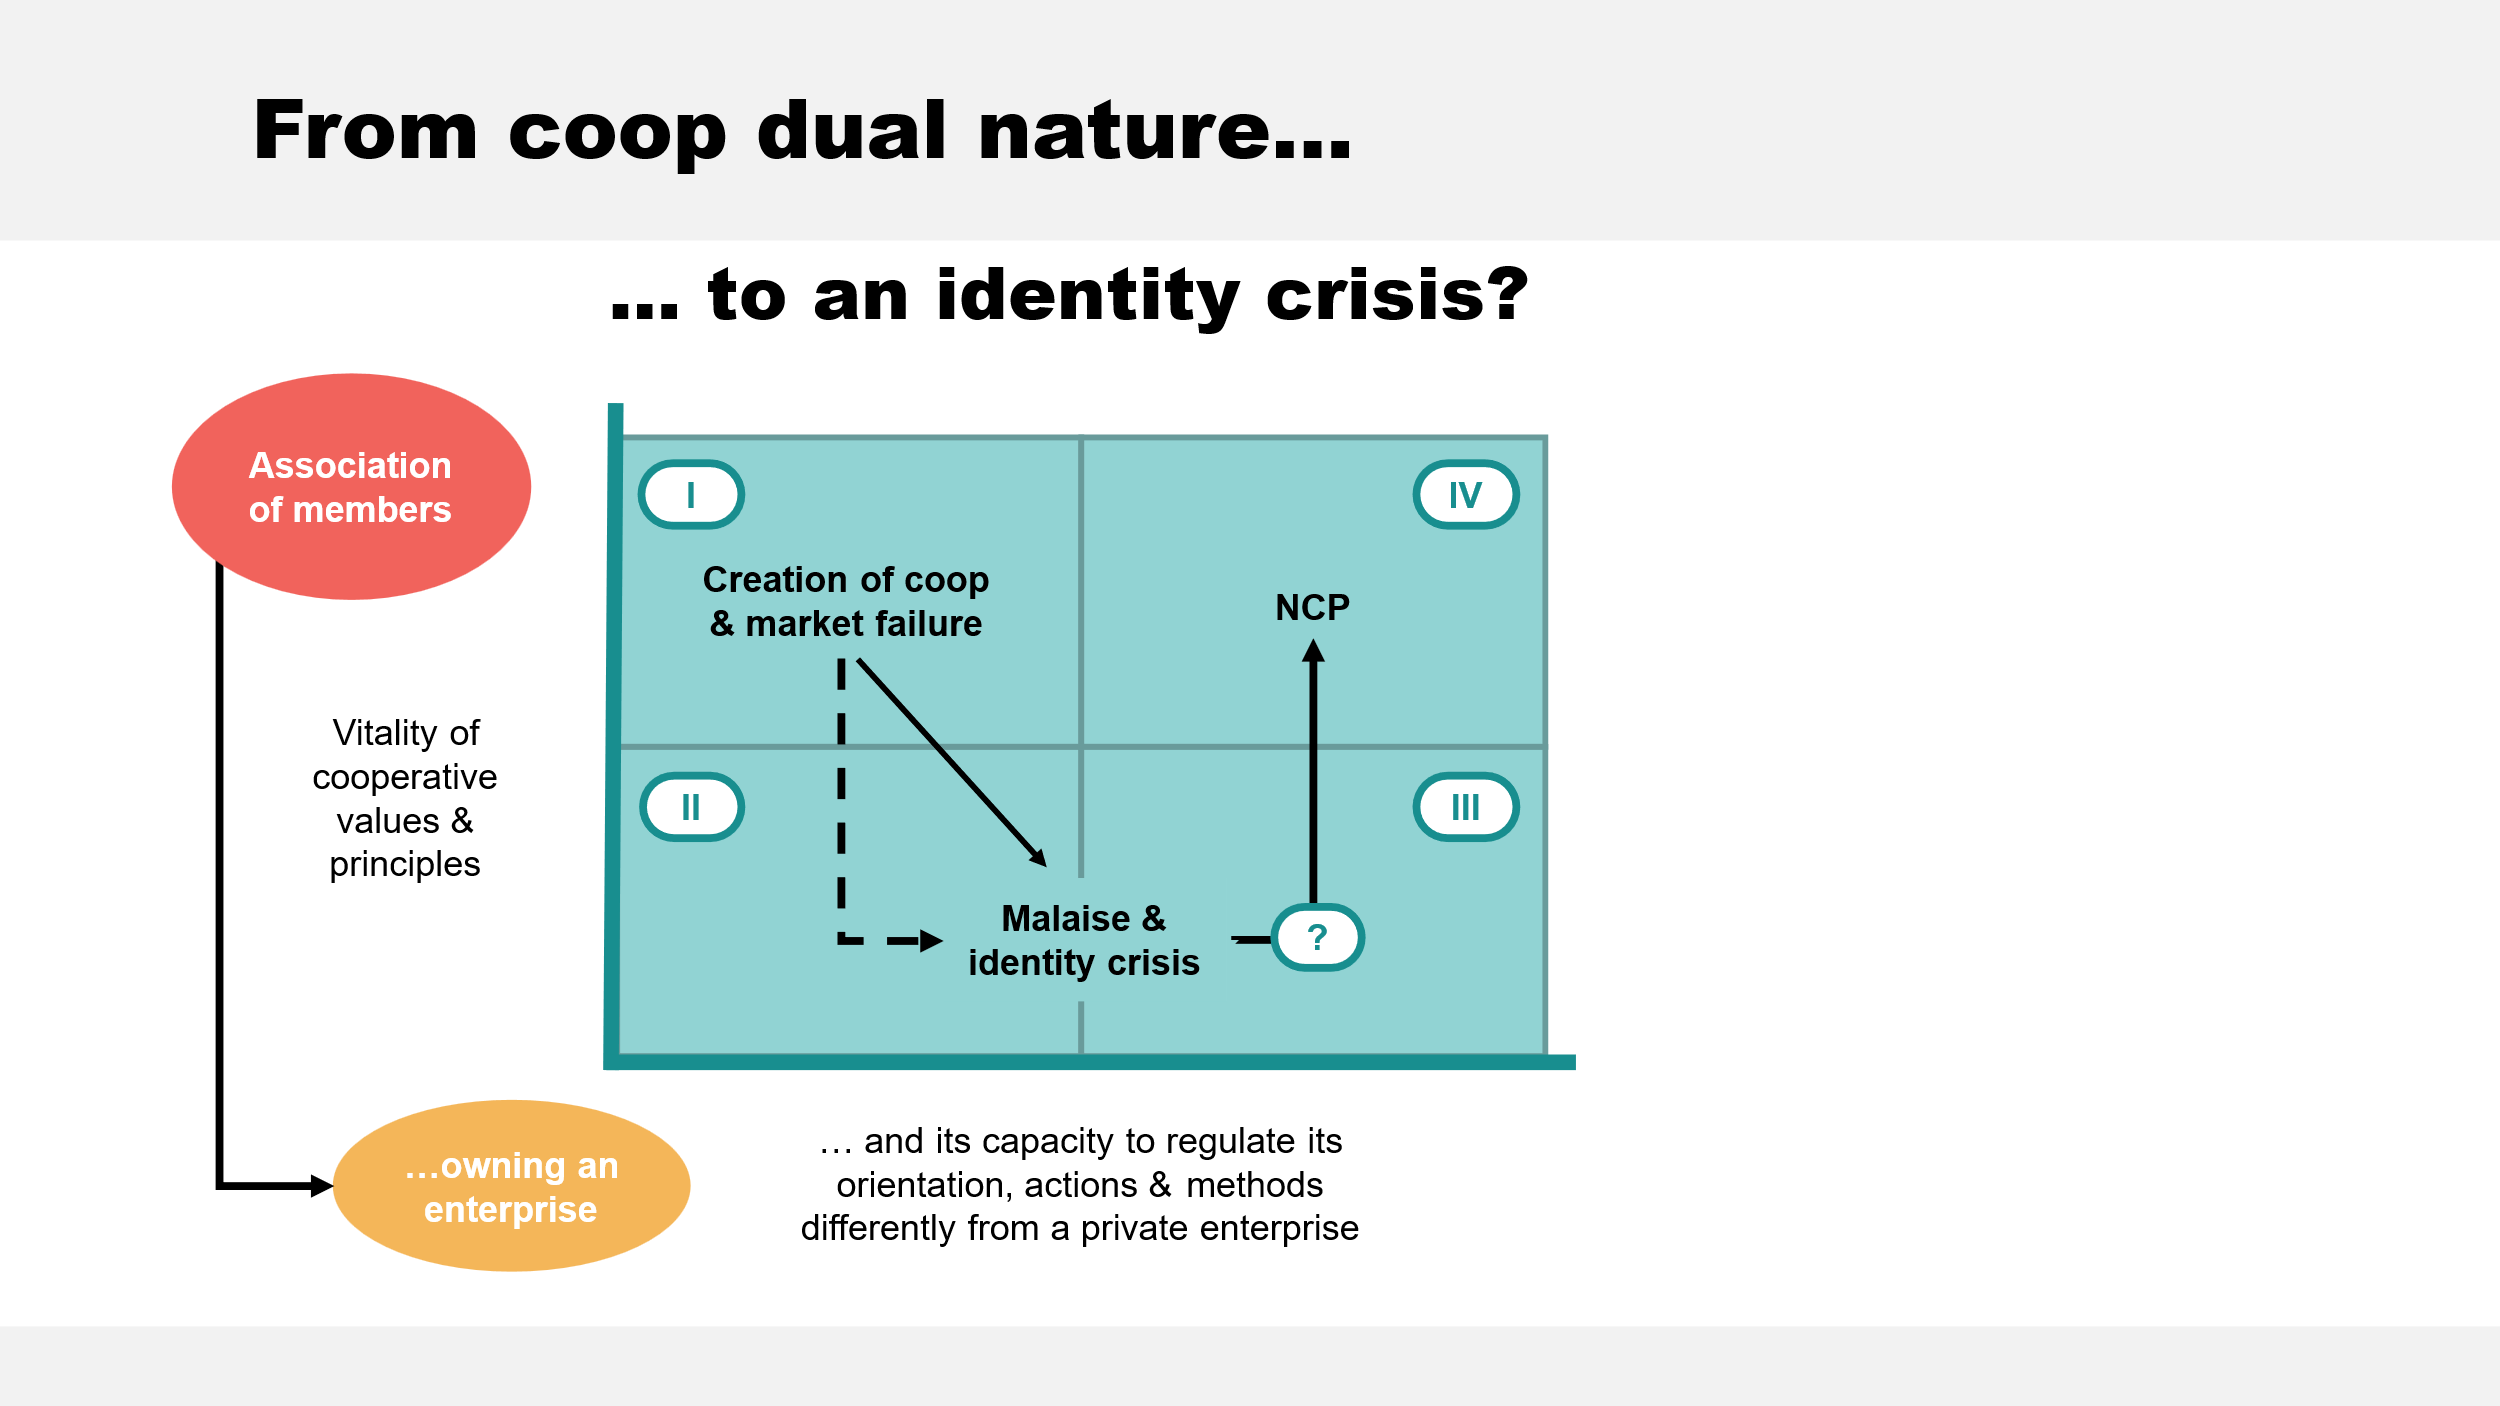 From coop dual nature...
... to an identity crisis?
Association
of members
I
IV
Creation of coop
& market failure
NCP
Vitality of
cooperative
values &
principles
II
III
Malaise &
identity crisis
?
…owning an
enterprise
… and its capacity to regulate its
orientation, actions & methods
differently from a private enterprise